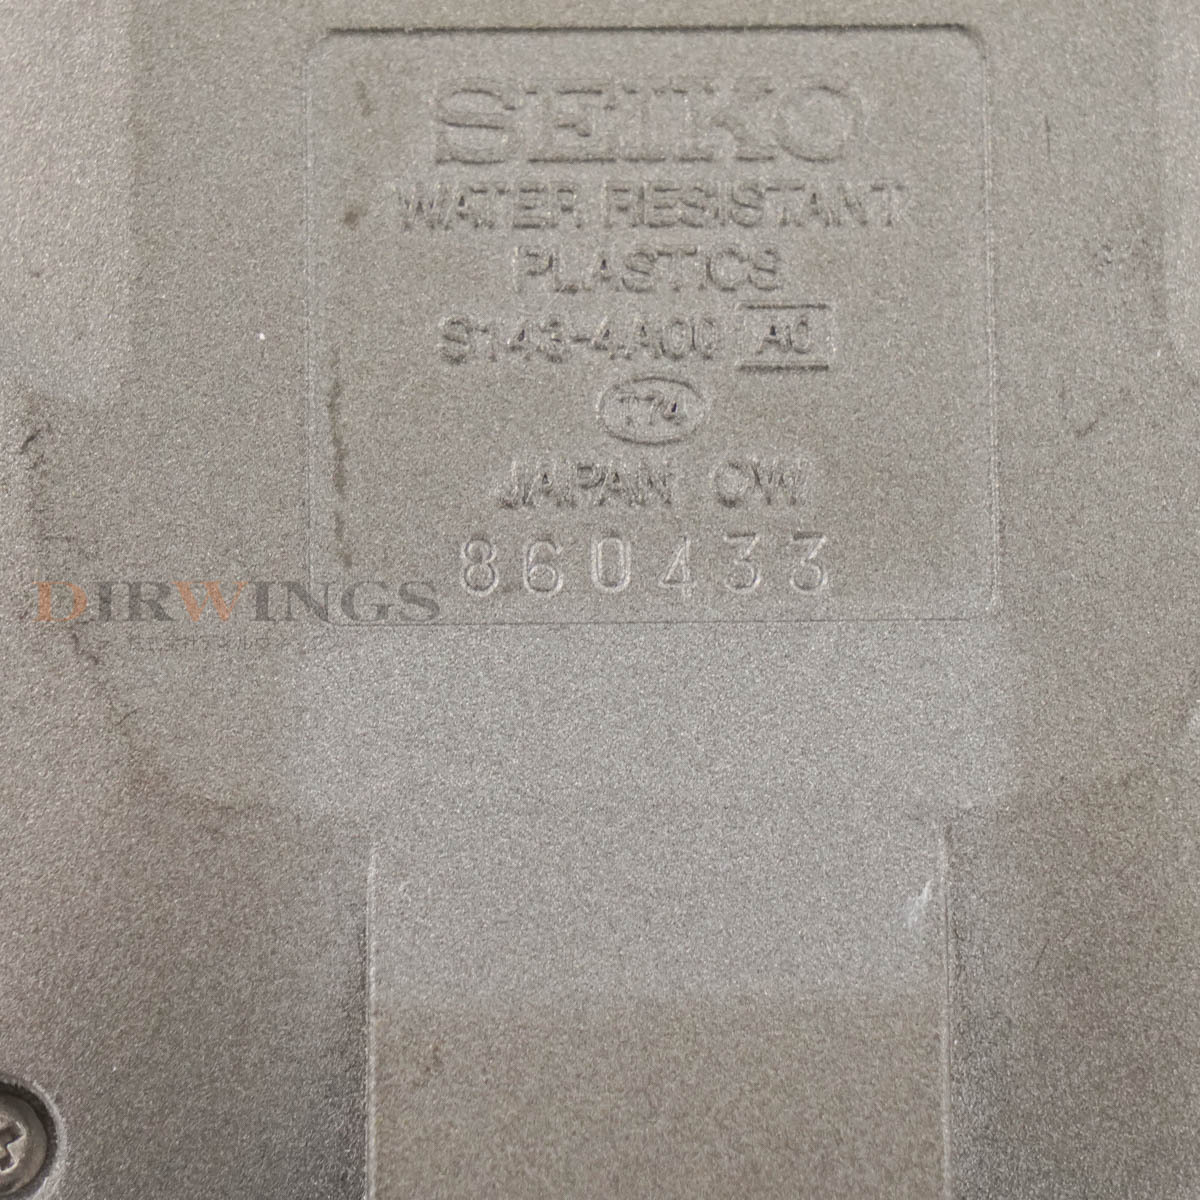 SEIKO
WATER RESISTANT
PLASTICS
S143-4A00 A0
T74
JAPAN CW
860433
DIRWINGS